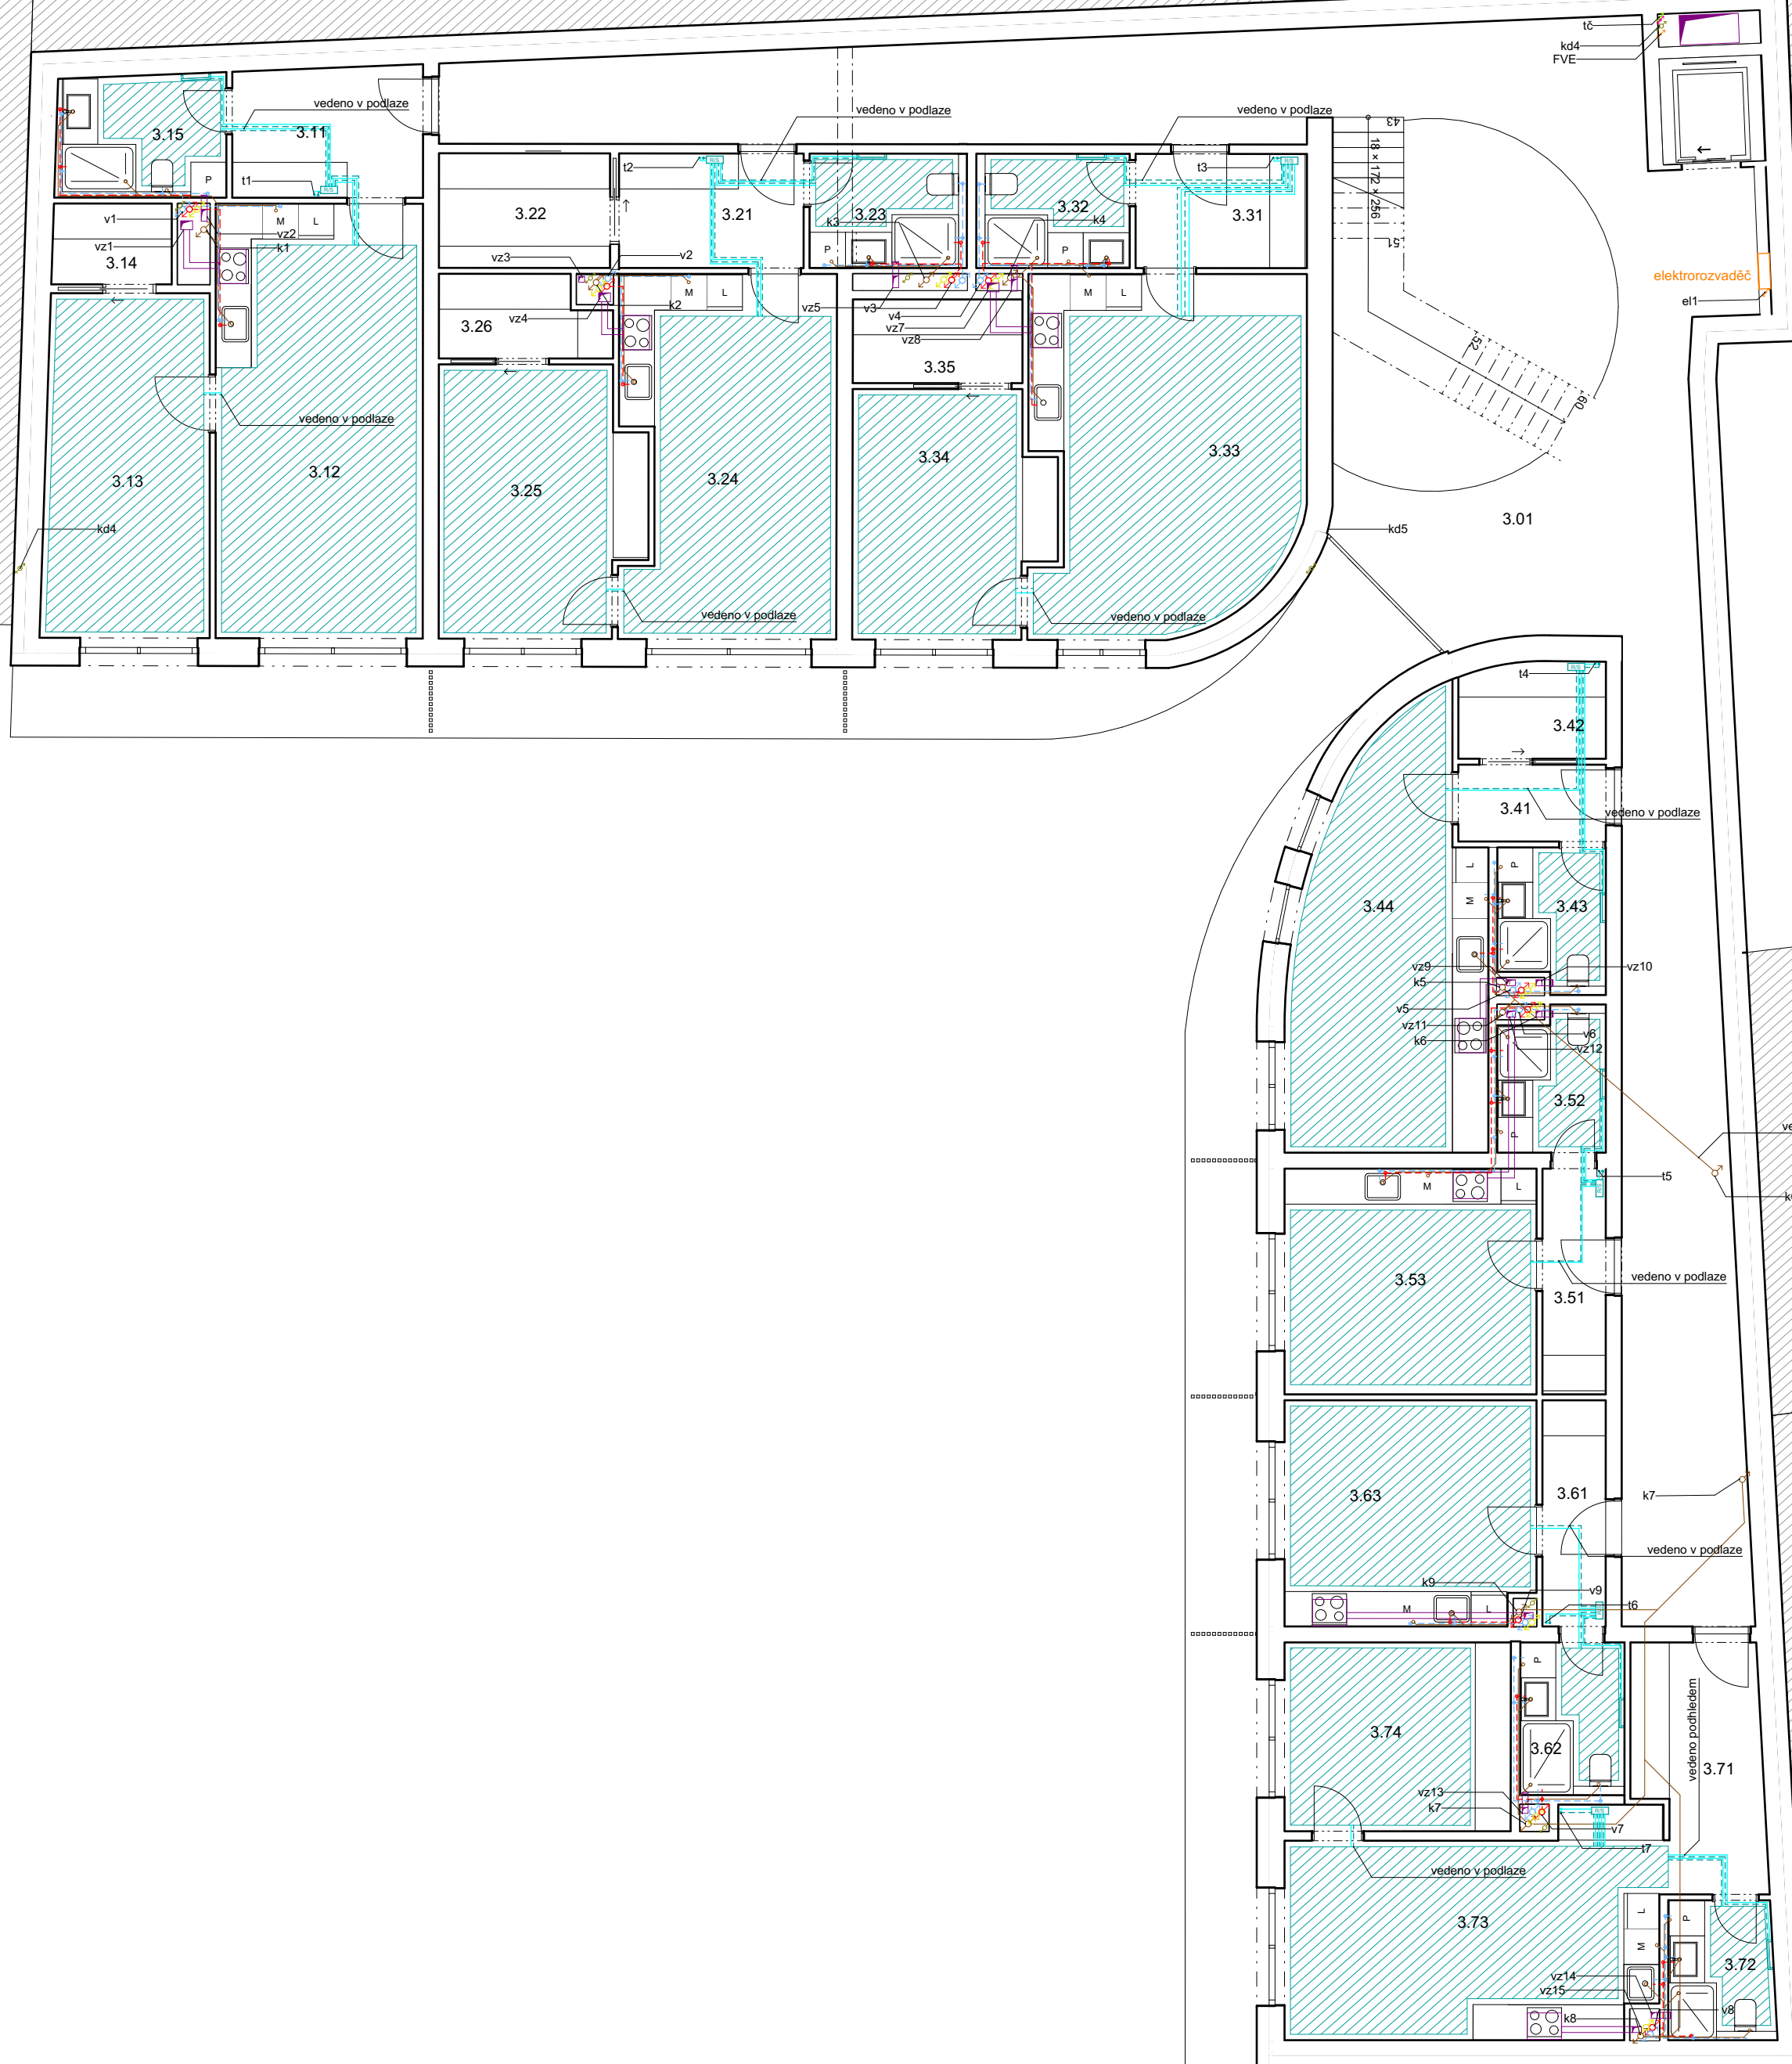 tč
kd4
FVE
vedeno v podlaze
3.15
3.11
t1
P
R/S
v1
vz1
3.14
M
L
vz2
k1
3.13
3.12
vedeno v podlaze
kd4
3.22
t2
R/S
3.21
vedeno v podlaze
3.23
k3
P
vz3
v2
vz4
k2
M
L
3.26
3.25
3.24
vedeno v podlaze
vedeno v podlaze
3.32
k4
P
t3
R/S
3.31
vz5
v3
v4
vz7
vz8
3.35
M
L
3.34
3.33
vedeno v podlaze
kd5
43
18×172×256
51
52
60
3.01
elektrorozvaděč
el1
t4
R/S
3.42
3.41
vedeno v podlaze
3.44
L
M
P
3.43
vz9
k5
v5
vz11
k6
vz10
v6
vz12
3.52
P
t5
R/S
M
L
3.53
3.51
vedeno v podlaze
3.63
3.61
k7
vedeno v podlaze
k9
v9
t6
M
L
3.74
P
3.62
vedeno podhledem
3.71
vz13
k7
v7
R/S
t7
vedeno v podlaze
3.73
L
M
P
3.72
vz14
vz15
v8
k8